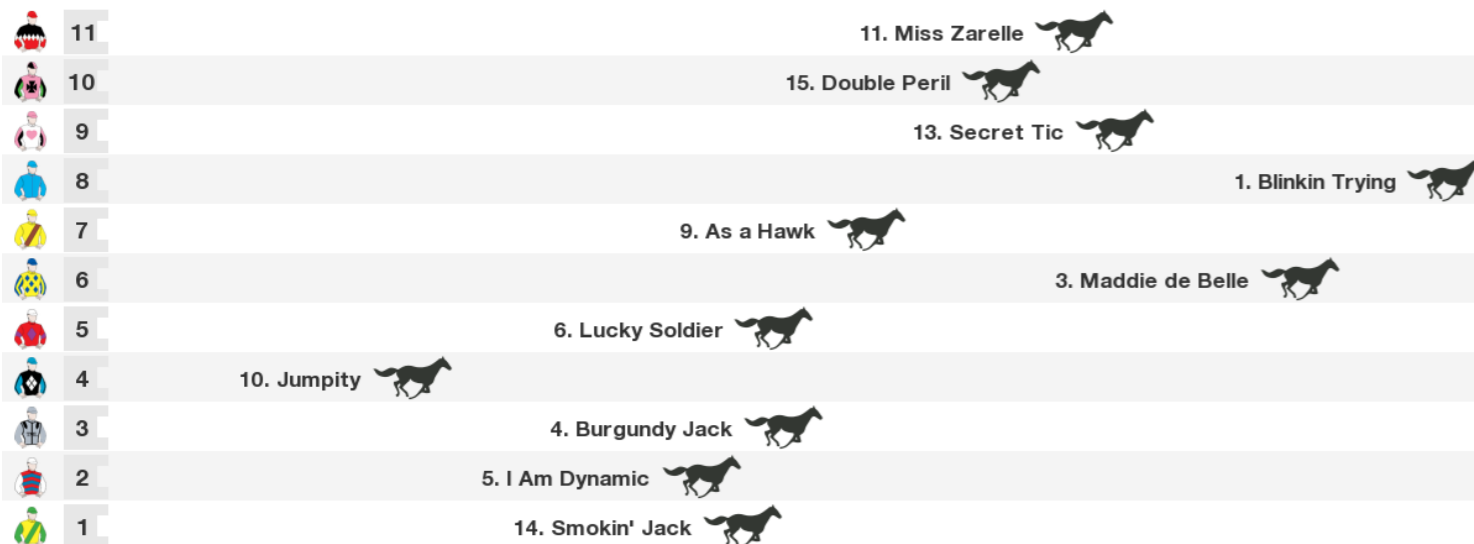 11 11. Miss Zarelle
10 15. Double Peril
9 13. Secret Tic
8 1. Blinkin Trying
7 9. As a Hawk
6 3. Maddie de Belle
5 6. Lucky Soldier
4 10. Jumpity
3 4. Burgundy Jack
2 5. I Am Dynamic
1 14. Smokin' Jack